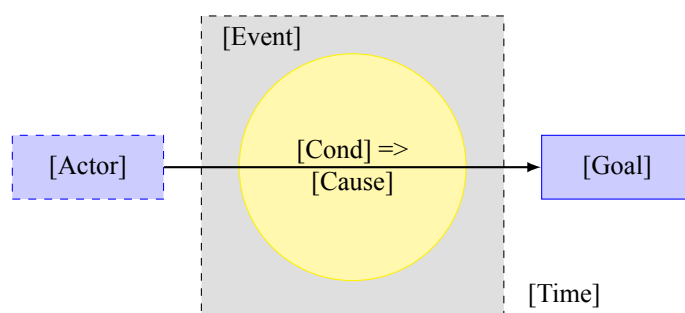 [Event]
[Actor]
[Cond] =>
[Cause]
[Goal]
[Time]